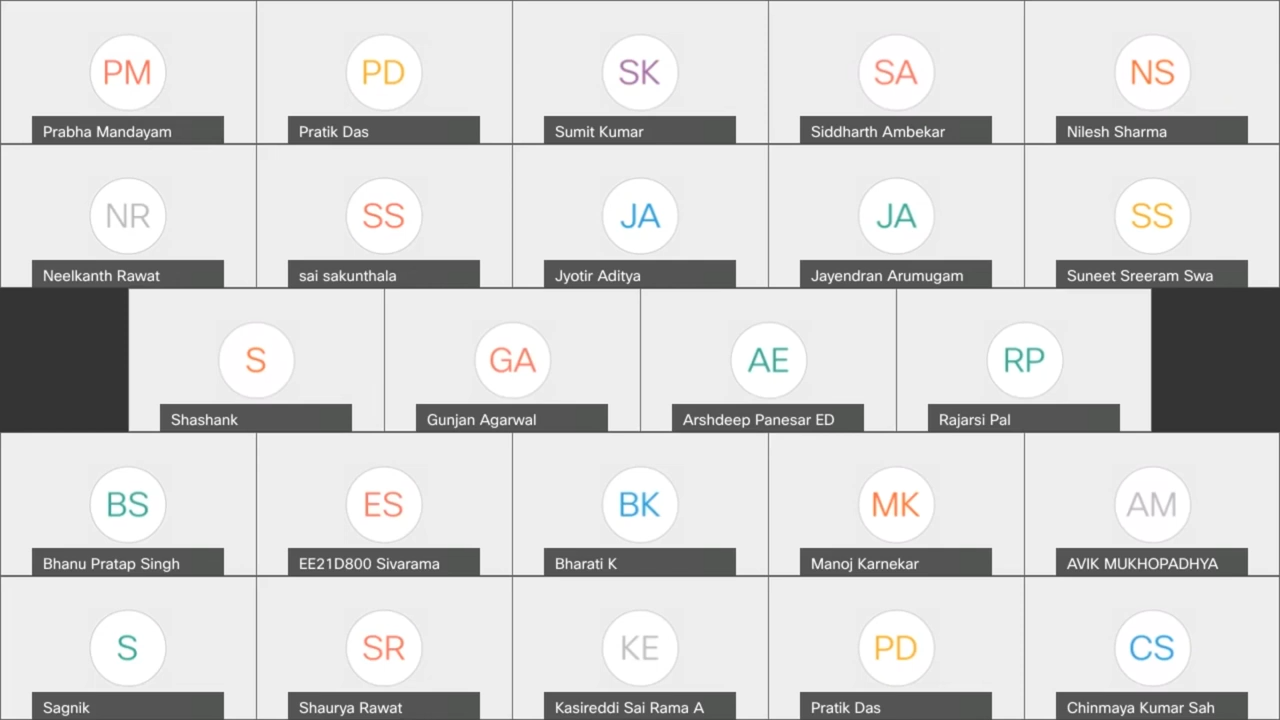 PM
Prabha Mandayam
PD
Pratik Das
SK
Sumit Kumar
SA
Siddharth Ambekar
NS
Nilesh Sharma
NR
Neelkanth Rawat
SS
sai sakunthala
JA
Jyotir Aditya
JA
Jayendran Arumugam
SS
Suneet Sreeram Swa
S
Shashank
GA
Gunjan Agarwal
AE
Arshdeep Panesar ED
RP
Rajarsi Pal
BS
Bhanu Pratap Singh
ES
EE21D800 Sivarama
BK
Bharati K
MK
Manoj Karnekar
AM
AVIK MUKHOPADHYA
S
Sagnik
SR
Shaurya Rawat
KE
Kasireddi Sai Rama A
PD
Pratik Das
CS
Chinmaya Kumar Sah